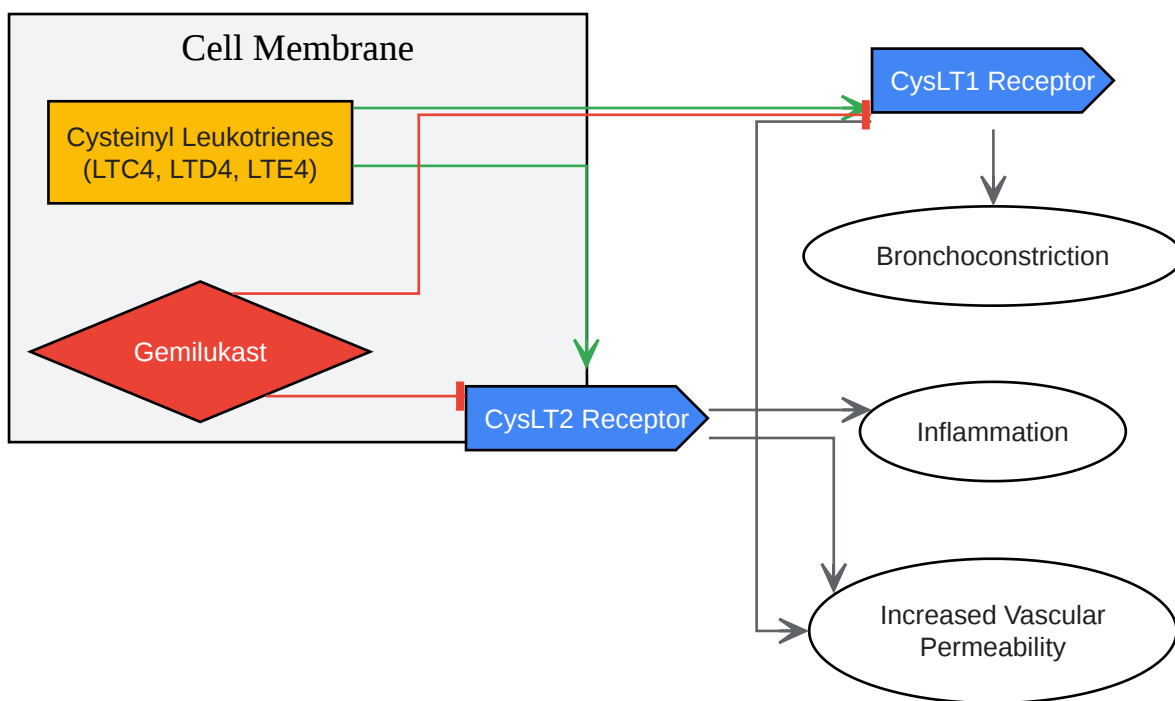 Cell Membrane
CysLT1 Receptor
Cysteinyl Leukotrienes
(LTC4, LTD4, LTE4)
Bronchoconstriction
Gemilukast
CysLT2 Receptor
Inflammation
Increased Vascular
Permeability